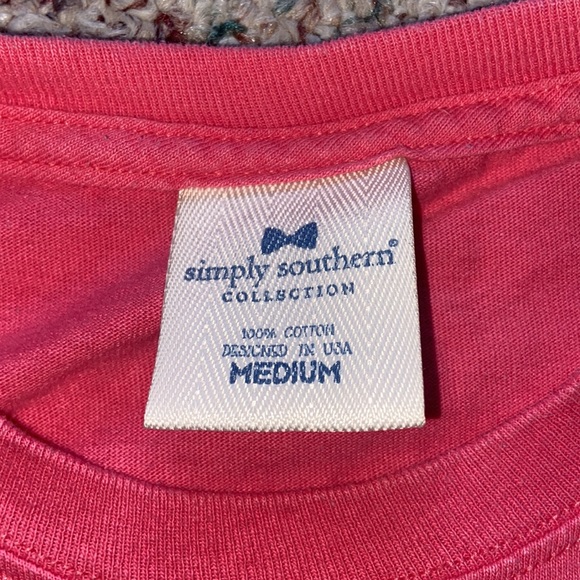 simply southern®
COLLECTION
100% COTTON
DESIGNED IN USA
MEDIUM